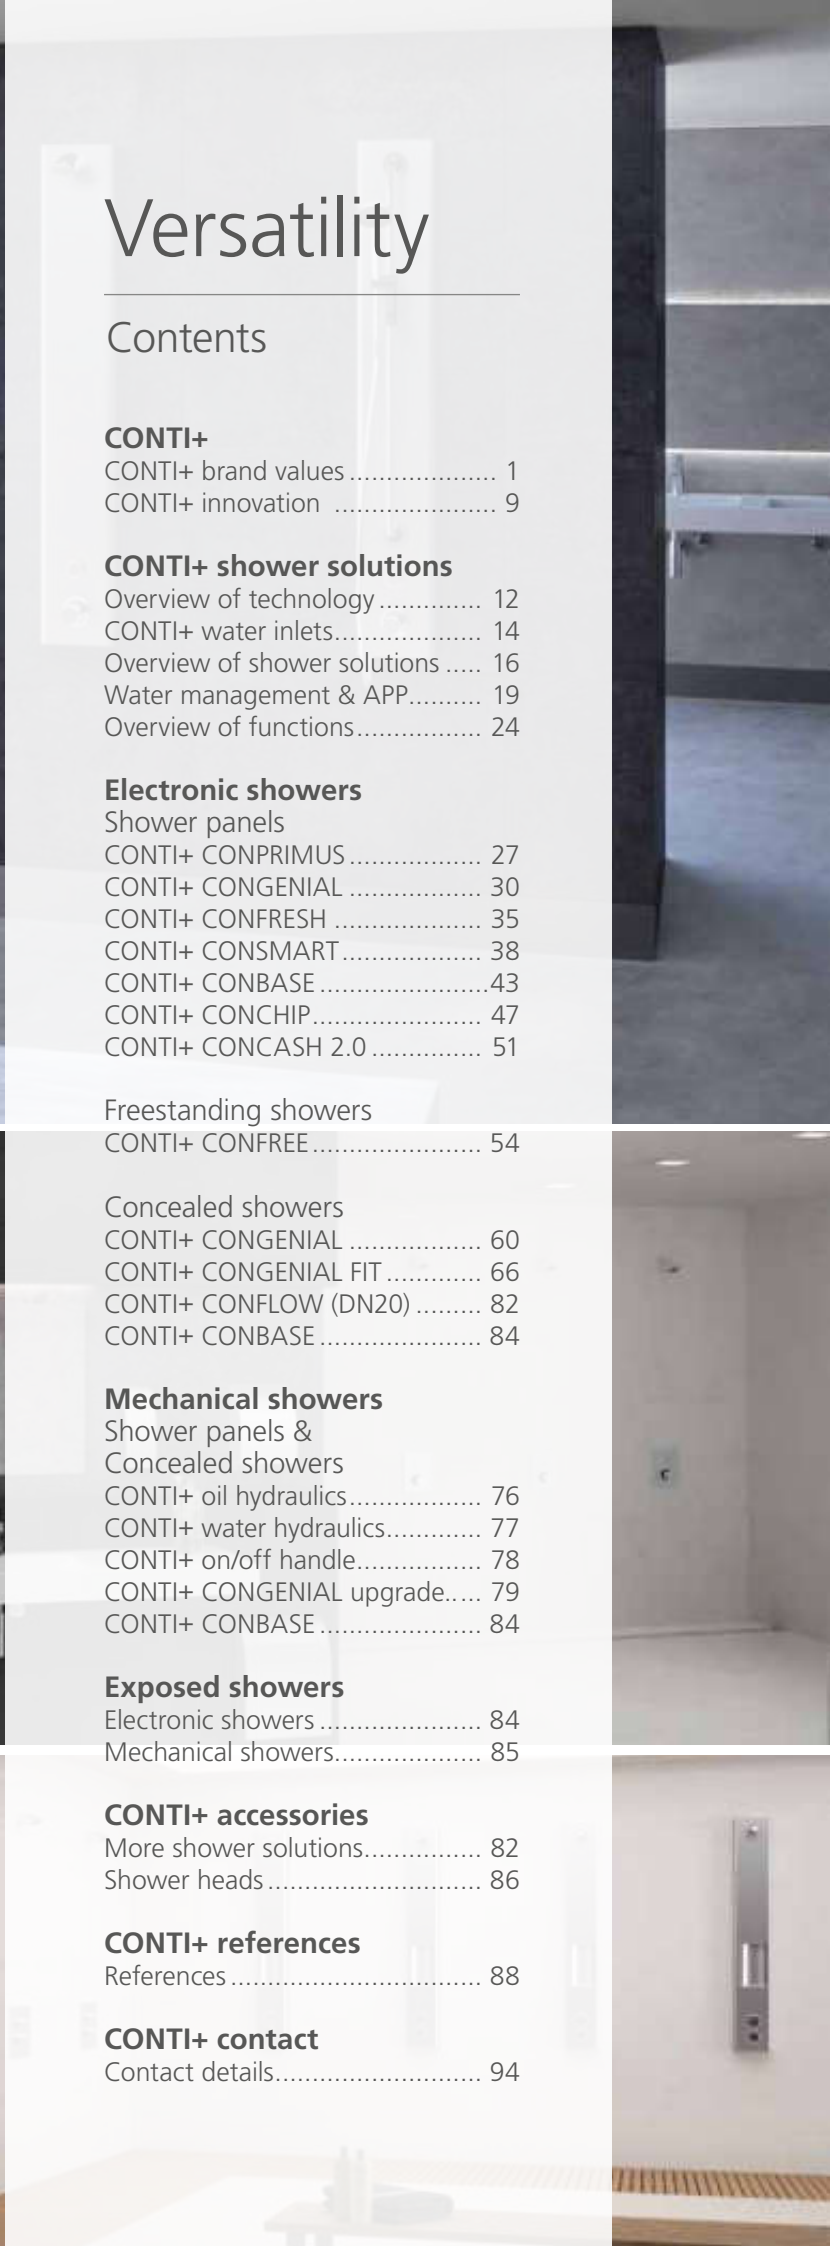 Versatility
Contents
CONTI+
CONTI+ brand values .................... 1
CONTI+ innovation .................. 9
CONTI+ shower solutions
Overview of technology .............. 12
CONTI+ water inlets.................... 14
Overview of shower solutions ..... 16
Water management & APP.......... 19
Overview of functions................. 24
Electronic showers
Shower panels
CONTI+ CONPRIMUS .................. 27
CONTI+ CONGENIAL .................. 30
CONTI+ CONFRESH .................... 35
CONTI+ CONSMART................... 38
CONTI+ CONBASE .......................43
CONTI+ CONCHIP....................... 47
CONTI+ CONCASH 2.0 ............... 51
Freestanding showers
CONTI+ CONFREE ....................... 54
Concealed showers
CONTI+ CONGENIAL .................. 60
CONTI+ CONGENIAL FIT ............. 66
CONTI+ CONFLOW (DN20) ......... 82
CONTI+ CONBASE ...................... 84
Mechanical showers
Shower panels &
Concealed showers
CONTI+ oil hydraulics.................. 76
CONTI+ water hydraulics............. 77
CONTI+ on/off handle................. 78
CONTI+ CONGENIAL upgrade..... 79
CONTI+ CONBASE ...................... 84
Exposed showers
Electronic showers ...................... 84
Mechanical showers.................... 85
CONTI+ accessories
More shower solutions................ 82
Shower heads ............................. 86
CONTI+ references
References .................................. 88
CONTI+ contact
Contact details............................ 94